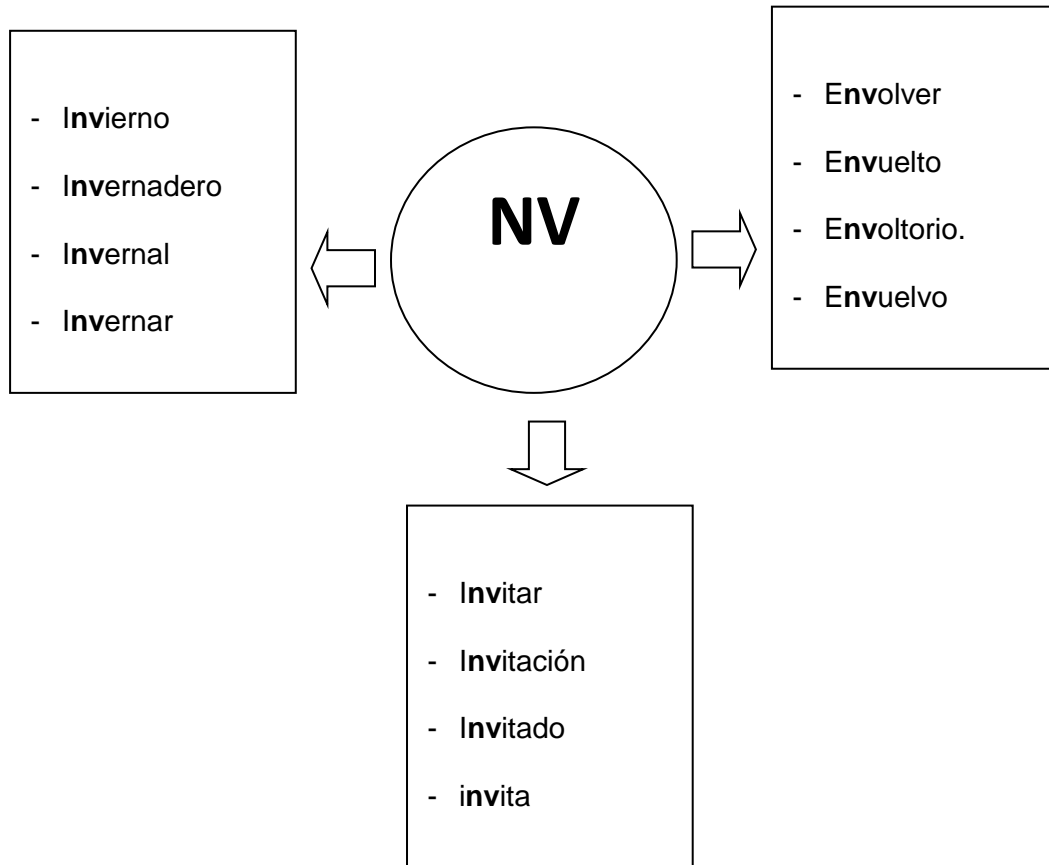 NV
- Invierno
- Invernadero
- Invernal
- Invernar
- Envolver
- Envuelto
- Envoltorio.
- Envuelvo
- Invitar
- Invitación
- Invitado
- invita